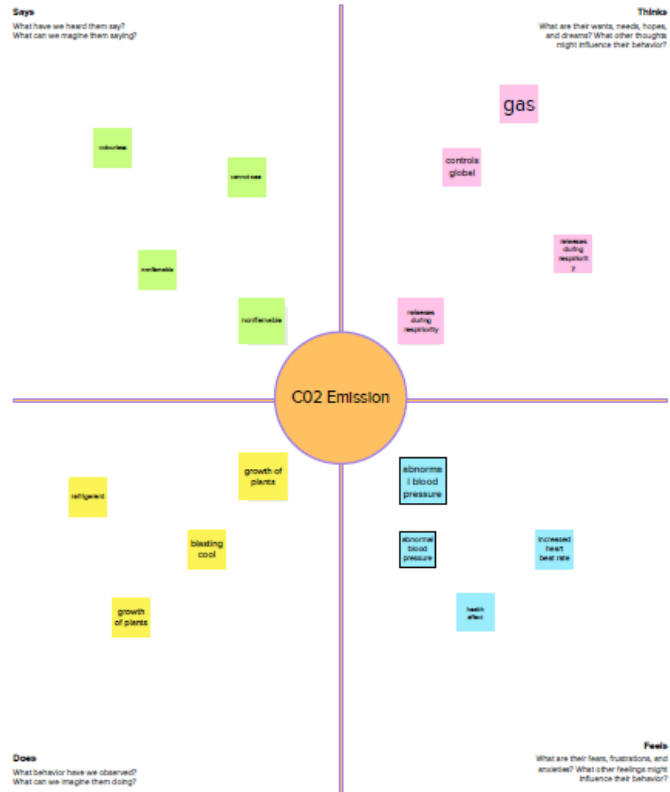 Says
What have we heard them say?
What can we magine them saying?
Thinks
What are their wants, needs, hopes,
and dreams? What other thoughts
might influence their behavior?
gas
colourless
controls
global
cannot see
releases
during
respiriorit
y
nonflamable
nonflamable
releases
during
respiriority
C02 Emission
growth of
plants
abnorma
l blood
pressure
refrigerant
blasting
cool
abnormal
blood
pressure
increased
heart
beat rate
growth
of plants
health
effect
Does
What behavior have we observed?
What can we imagine them doing?
Feels
What are their fears, frustrations, and
anxieties? What other feelings might
influence their behavior?